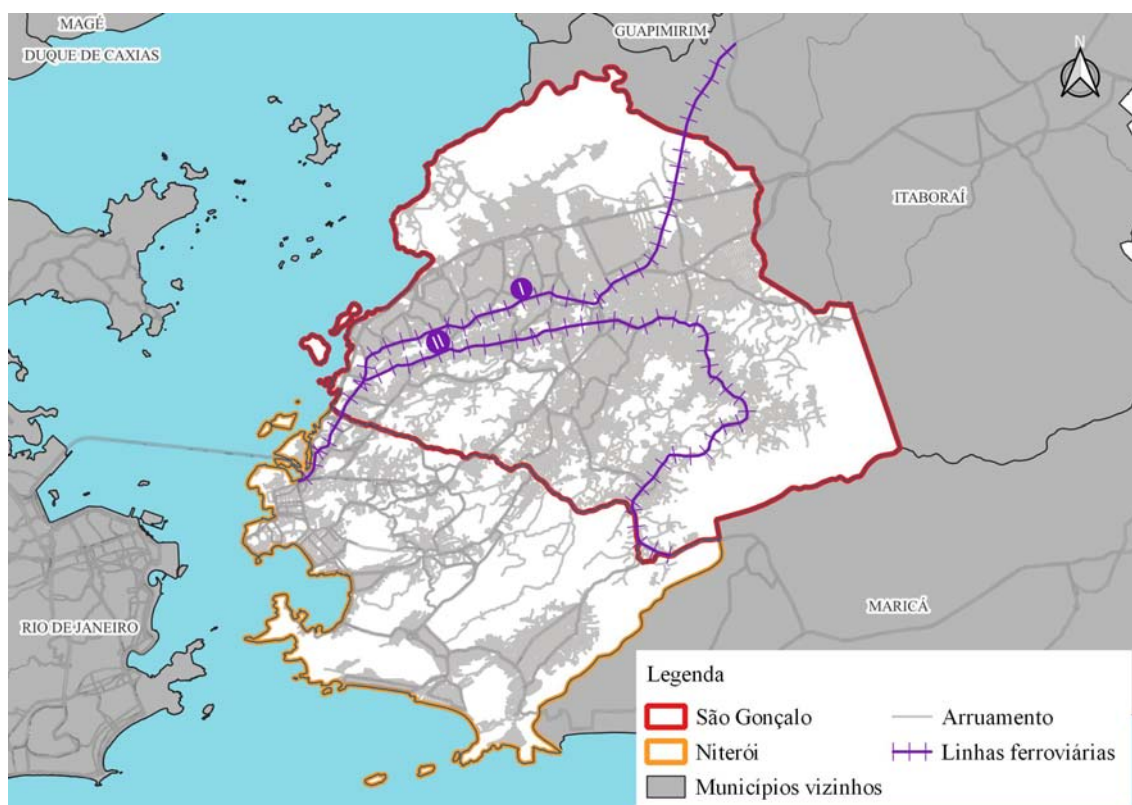 MAGÉ
GUAPIMIRIM
DUQUE DE CAXIAS
N
ITABORAÍ
I
II
MARICÁ
RIO DE JANEIRO
Legenda
São Gonçalo
Arruamento
Niterói
Linhas ferroviárias
Municípios vizinhos